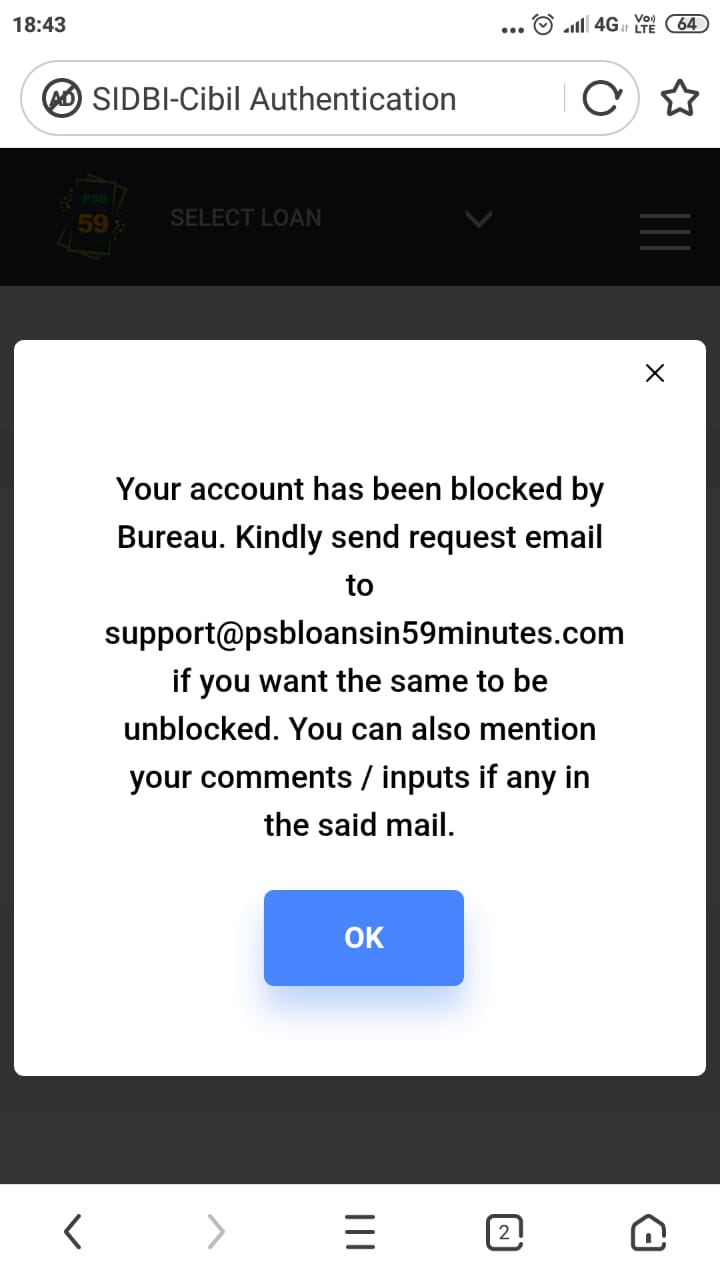 18:43
4G
Vo)) LTE
64
AD
SIDBI-Cibil Authentication
PSB
59
SELECT LOAN
Your account has been blocked by
Bureau. Kindly send request email
to
support@psbloansin59minutes.com
if you want the same to be
unblocked. You can also mention
your comments / inputs if any in
the said mail.
OK
2